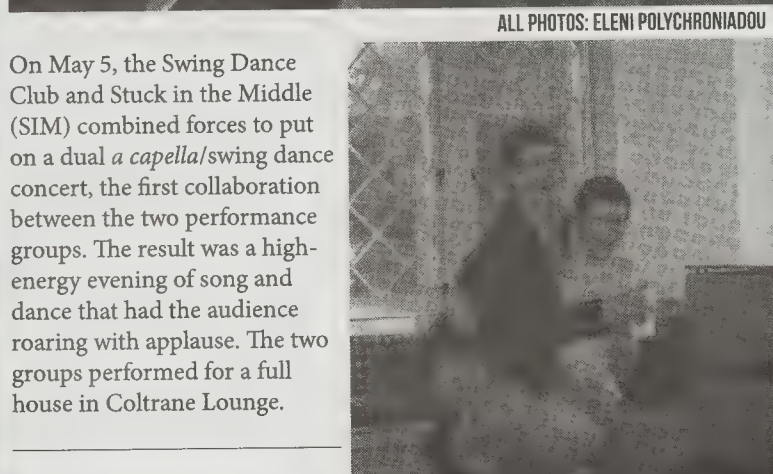 ALL PHOTOS: ELENI POLYCHRONIADOU
On May 5, the Swing Dance
Club and Stuck in the Middle
(SIM) combined forces to put
on a dual a capella/swing dance
concert, the first collaboration
between the two performance
groups. The result was a high-
energy evening of song and
dance that had the audience
roaring with applause. The two
groups performed for a full
house in Coltrane Lounge.